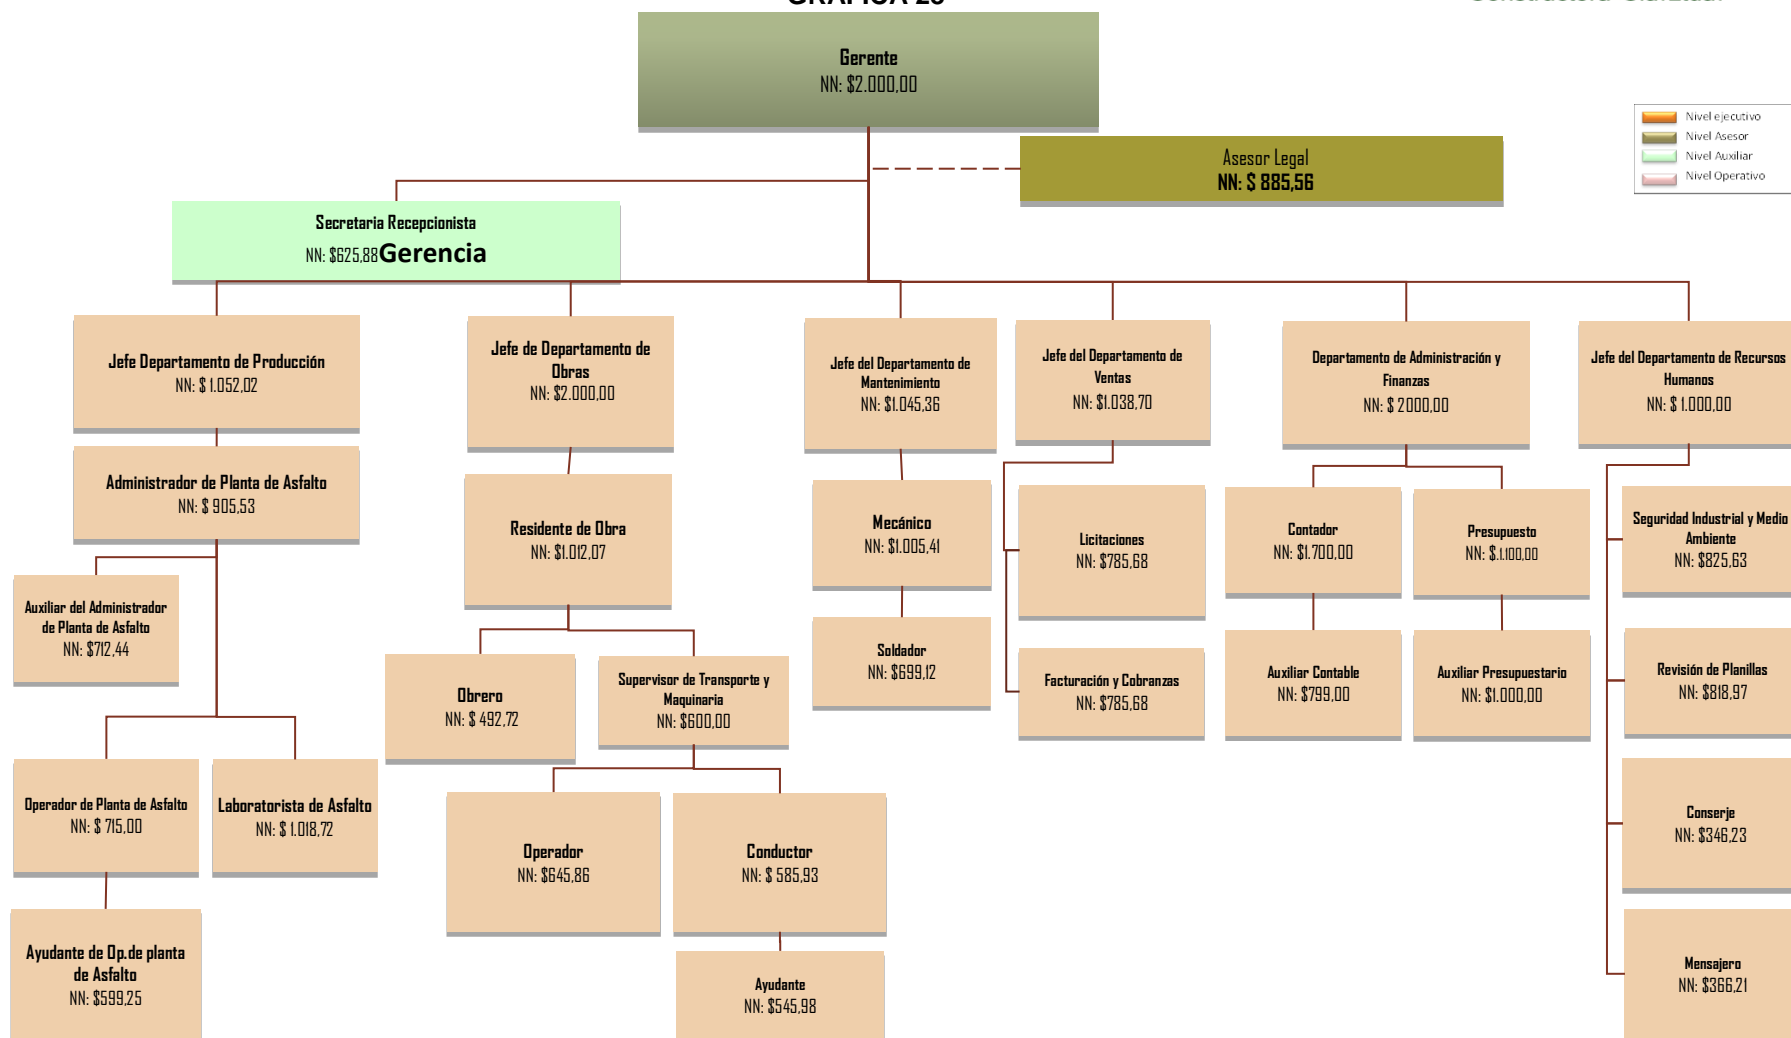 GRAFICA 23
Gerente
NN: $2.000,00
Nivel ejecutivo
Nivel Asesor
Nivel Auxiliar
Nivel Operativo
Asesor Legal
NN: $ 885,56
Secretaria Recepcionista
NN: $625,88Gerencia
Jefe Departamento de Producción
NN: $ 1.052,02
Jefe de Departamento de
Obras
NN: $2.000,00
Jefe del Departamento de
Mantenimiento
NN: $1.045,36
Jefe del Departamento de
Ventas
NN: $1.038,70
Departamento de Administración y
Finanzas
NN: $ 2000,00
Jefe del Departamento de Recursos
Humanos
NN: $ 1.000,00
Administrador de Planta de Asfalto
NN: $ 905,53
Residente de Obra
NN: $1.012,07
Mecánico
NN: $1.005,41
Licitaciones
NN: $785,68
Contador
NN: $1.700,00
Presupuesto
NN: $.1.100,00
Seguridad Industrial y Medio
Ambiente
NN: $825,63
Auxiliar del Administrador
de Planta de Asfalto
NN: $712,44
Obrero
NN: $ 492,72
Supervisor de Transporte y
Maquinaria
NN: $600,00
Soldador
NN: $699,12
Facturación y Cobranzas
NN: $785,68
Auxiliar Contable
NN: $799,00
Auxiliar Presupuestario
NN: $1.000,00
Revisión de Planillas
NN: $818,97
Operador de Planta de Asfalto
NN: $ 715,00
Laboratorista de Asfalto
NN: $ 1.018,72
Operador
NN: $645,86
Conductor
NN: $ 585,93
Conserje
NN: $346,23
Ayudante de Op.de planta
de Asfalto
NN: $599,25
Ayudante
NN: $545,98
Mensajero
NN: $366,21